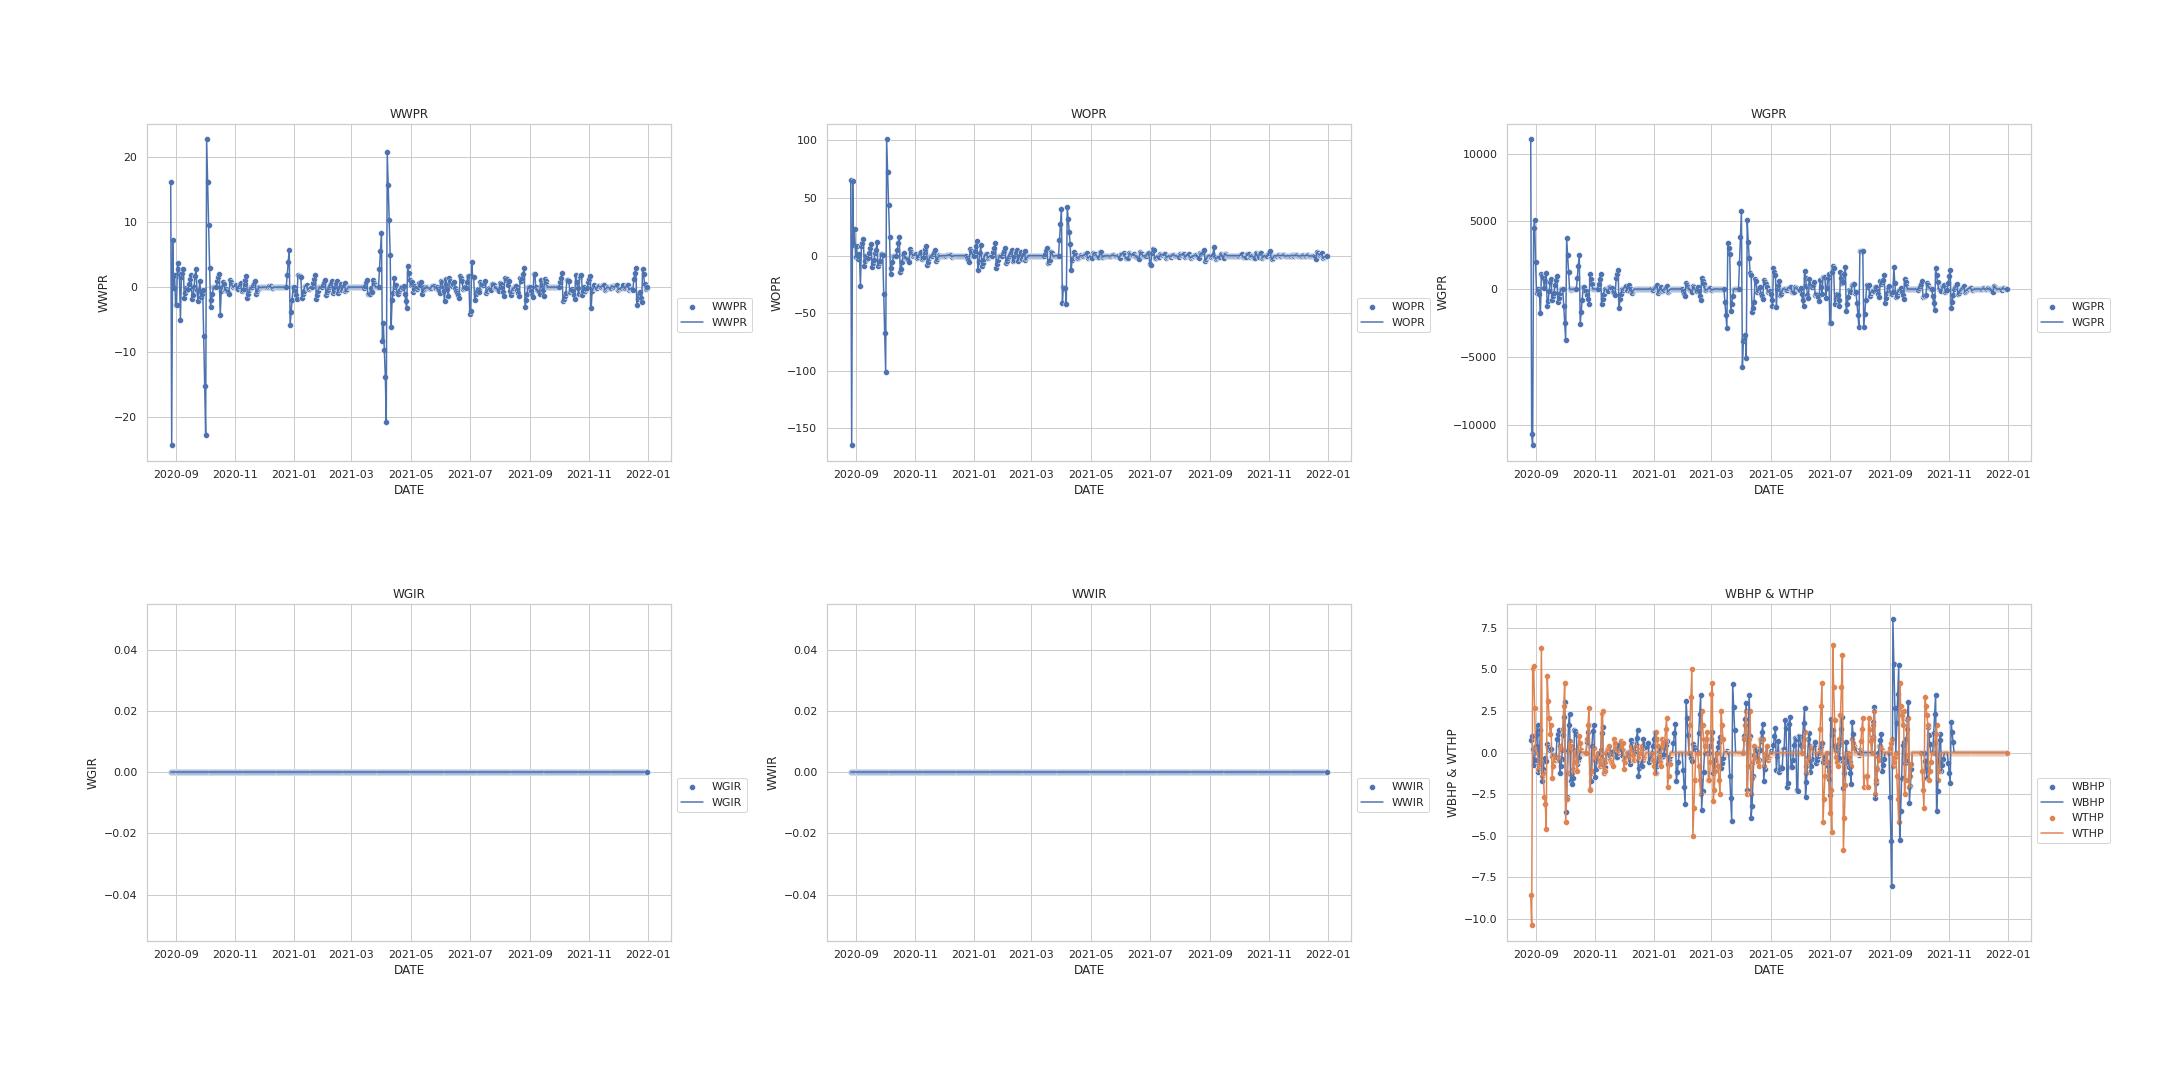 WWPR
WOPR
WGPR
20
10
0
−10
−20
WWPR
2020-09 2020-11 2021-01 2021-03 2021-05 2021-07 2021-09 2021-11 2022-01
DATE
WWPR
WWPR
100
50
0
−50
−100
−150
WOPR
2020-09 2020-11 2021-01 2021-03 2021-05 2021-07 2021-09 2021-11 2022-01
DATE
WOPR
WOPR
10000
5000
0
−5000
−10000
WGPR
2020-09 2020-11 2021-01 2021-03 2021-05 2021-07 2021-09 2021-11 2022-01
DATE
WGPR
WGPR
WGIR
WWIR
WBHP & WTHP
0.04
0.02
0.00
−0.02
−0.04
WGIR
2020-09 2020-11 2021-01 2021-03 2021-05 2021-07 2021-09 2021-11 2022-01
DATE
WGIR
WGIR
0.04
0.02
0.00
−0.02
−0.04
WWIR
2020-09 2020-11 2021-01 2021-03 2021-05 2021-07 2021-09 2021-11 2022-01
DATE
WWIR
WWIR
7.5
5.0
2.5
0.0
−2.5
−5.0
−7.5
−10.0
WBHP & WTHP
2020-09 2020-11 2021-01 2021-03 2021-05 2021-07 2021-09 2021-11 2022-01
DATE
WBHP
WBHP
WTHP
WTHP